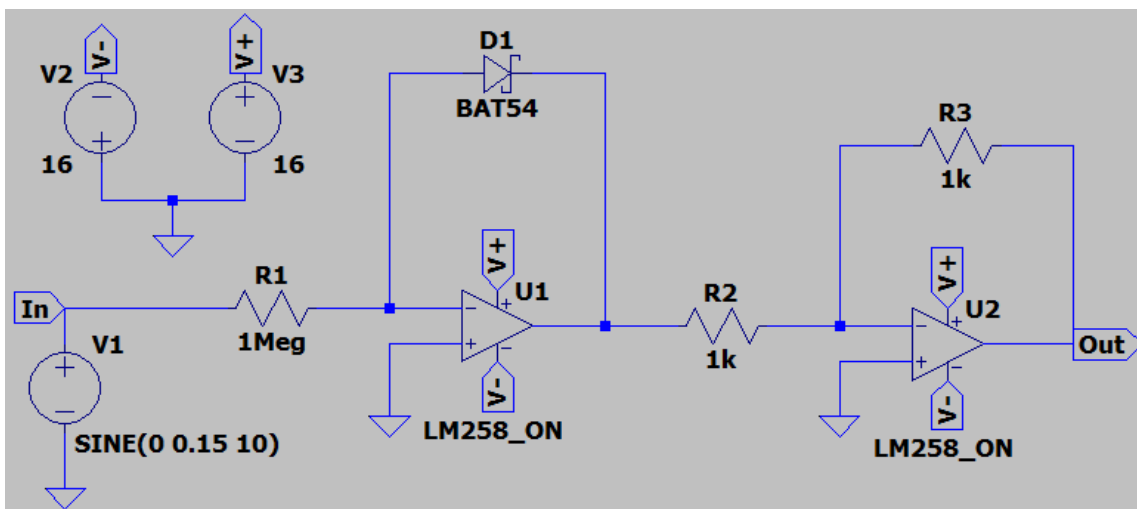 V-
V+
V2
V3
16
16
D1
BAT54
R3
1k
In
R1
1Meg
V+
U1
V-
LM258_ON
R2
1k
V+
U2
V-
LM258_ON
Out
V1
SINE(0 0.15 10)